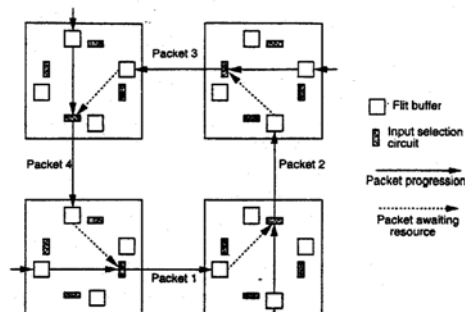 Packet 3
Packet 4
Packet 2
Packet 1
Flit buffer
Input selection
circuit
Packet progression
Packet awaiting
resource